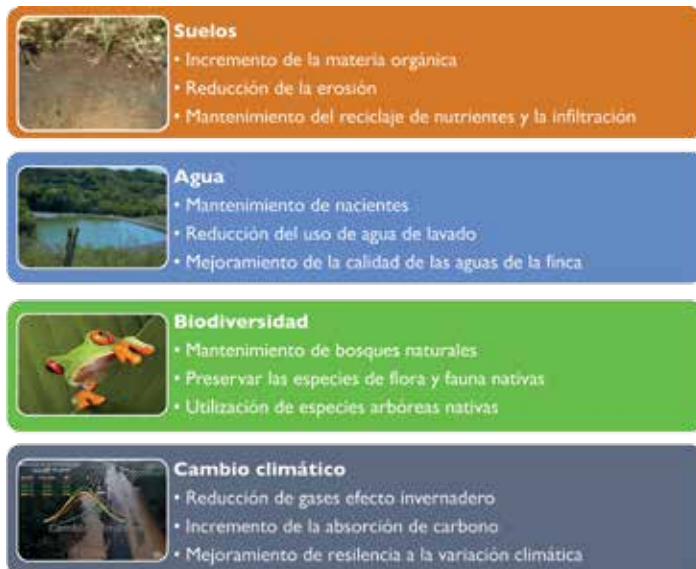 Suelos
• Incremento de la materia orgánica
• Reducción de la erosión
• Mantenimiento del reciclaje de nutrientes y la infiltración
Agua
• Mantenimiento de nacientes
• Reducción del uso de agua de lavado
• Mejoramiento de la calidad de las aguas de la finca
Biodiversidad
• Mantenimiento de bosques naturales
• Preservar las especies de flora y fauna nativas
• Utilización de especies arbóreas nativas
Cambio climático
• Reducción de gases efecto invernadero
• Incremento de la absorción de carbono
• Mejoramiento de resilencia a la variación climática